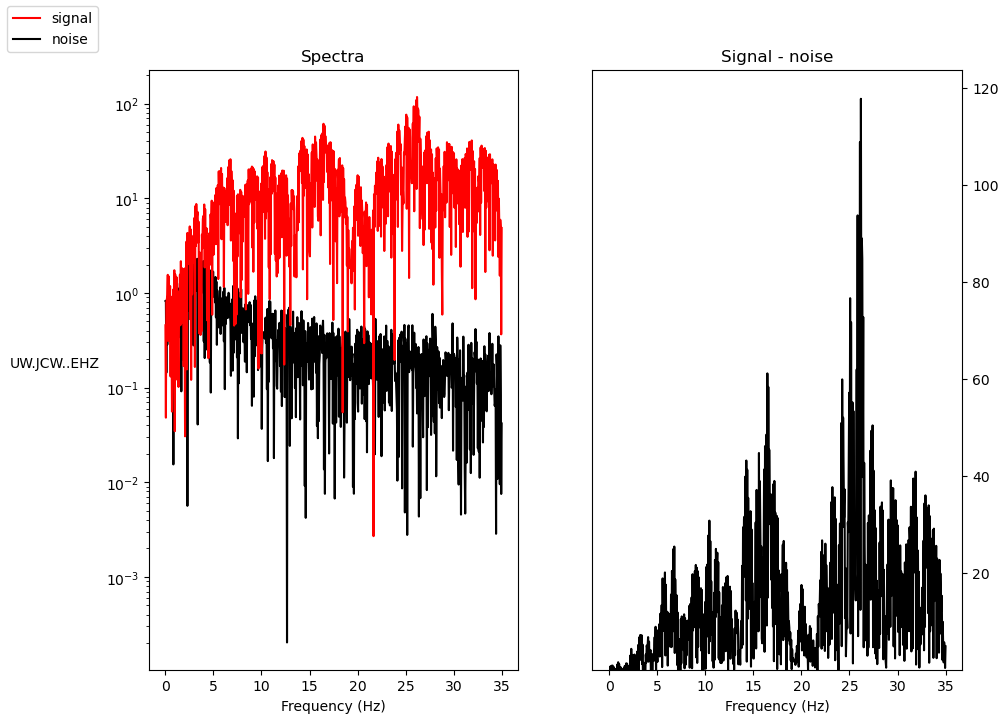 signal
noise
Spectra
Signal - noise
10²
10¹
10⁰
10⁻¹
10⁻²
10⁻³
UW.JCW..EHZ
120
100
80
60
40
20
0 5 10 15 20 25 30 35
0 5 10 15 20 25 30 35
Frequency (Hz)
Frequency (Hz)